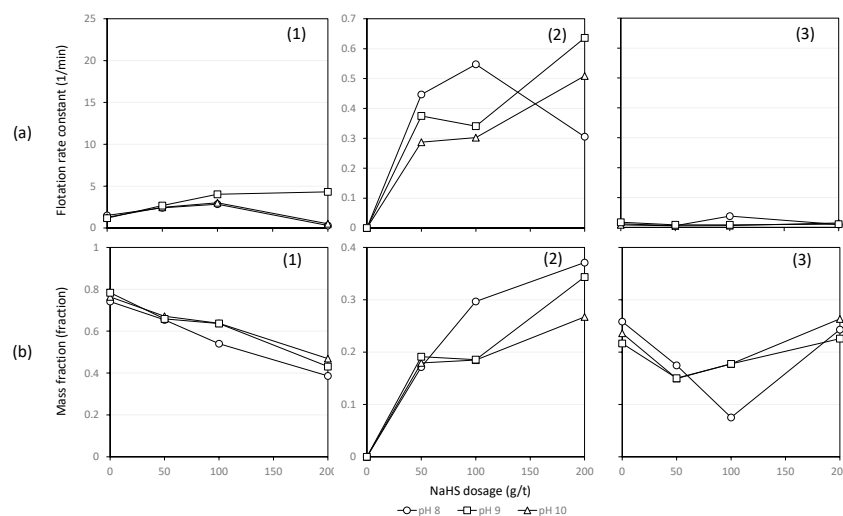 (1) (2) (3)
25 0.7
20 0.6
0.5
15 0.4
(a)
10 0.3
0.2
5 0.1
0 0
Flotation rate constant (1/min)
1 0.4
(1) (2) (3)
0.8 0.3
0.6
(b) 0.2
0.4
0.2 0.1
0 0
Mass fraction (fraction)
0 50 100 150 200 0 50 100 150 200 0 50 100 150 200
NaHS dosage (g/t)
pH 8 pH 9 pH 10